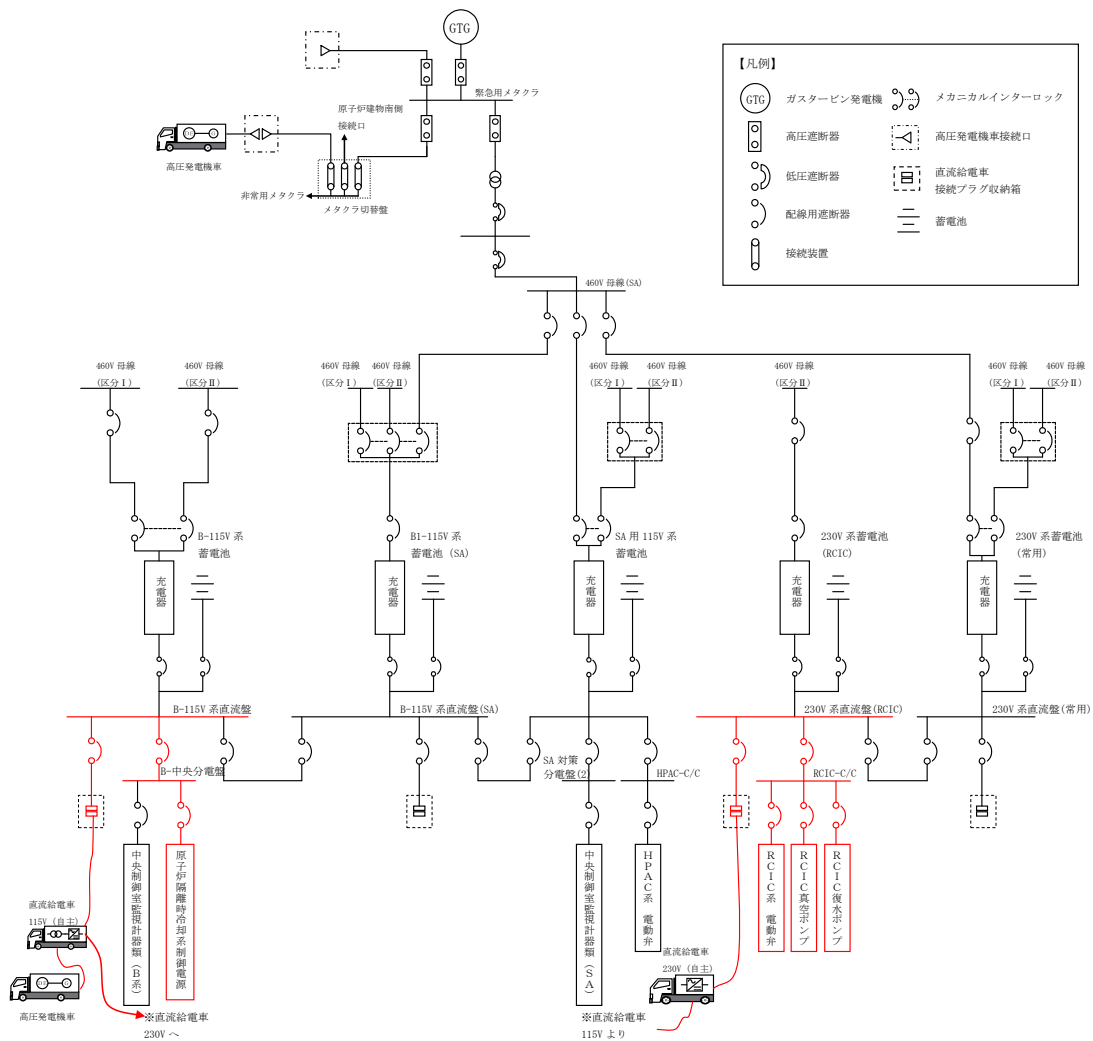 GTG
緊急用メタクラ
原子炉建物南側
接続口
高圧発電機車
非常用メタクラ
メタクラ切替盤
【凡例】
GTG
ガスタービン発電機
メカニカルインターロック
高圧遮断器
高圧発電機車接続口
低圧遮断器
直流給電車
接続プラグ収納箱
配線用遮断器
蓄電池
接続装置
460V 母線(SA)
460V 母線
(区分Ⅰ)
460V 母線
(区分Ⅱ)
460V 母線
(区分Ⅰ)
460V 母線
(区分Ⅱ)
460V 母線
(区分Ⅰ)
460V 母線
(区分Ⅱ)
460V 母線
(区分Ⅱ)
460V 母線
(区分Ⅰ)
460V 母線
(区分Ⅱ)
B-115V 系
蓄電池
B1-115V 系
蓄電池 (SA)
SA 用 115V 系
蓄電池
230V 系蓄電池
(RCIC)
230V 系蓄電池
(常用)
充電器
充電器
充電器
充電器
充電器
B-115V 系直流盤
B-115V 系直流盤(SA)
230V 系直流盤(RCIC)
230V 系直流盤(常用)
B-中央分電盤
SA 対策
分電盤(2)
HPAC-C/C
RCIC-C/C
中央制御室監視計器類（B系）
原子炉隔離時冷却系制御電源
中央制御室監視計器類（SA）
HPAC系 電動弁
RCIC系 電動弁
RCIC真空ポンプ
RCIC復水ポンプ
直流給電車
115V (自主)
高圧発電機車
※直流給電車
230V へ
直流給電車
230V (自主)
※直流給電車
115V より